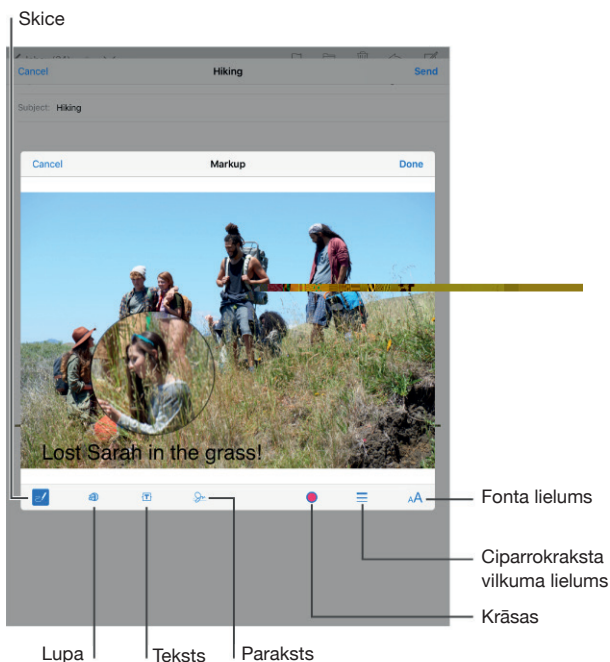 Skice
Cancel
Hiking
Send
Subject: Hiking
Cancel
Markup
Done
Lost Sarah in the grass!
AA
Fonta lielums
Ciparrokraksta
vilkuma lielums
Krāsas
Lupa
Teksts
Paraksts